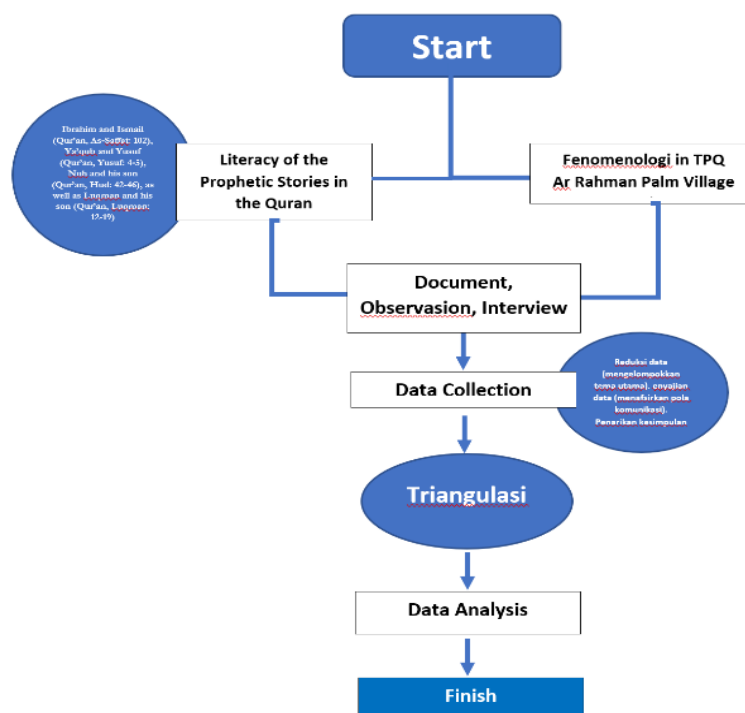 Start
Ibrahim and Ismail
(Qur'an, As-Saffat: 102),
Ya'qub and Yusuf
(Qur'an, Yusuf: 4-5),
Nuh and his son
(Qur'an, Hud: 42-46), as
well as Luqman and his
son (Qur'an, Luqman:
12-19)
Literacy of the
Prophetic Stories in
the Quran
Fenomenologi in TPQ
Ar Rahman Palm Village
Document,
Observasion, Interview
Data Collection
Reduksi data
(mengelompokkan
tema utama), enyajian
data (menafsirkan pola
komunikasi),
Penarikan kesimpulan
Triangulasi
Data Analysis
Finish